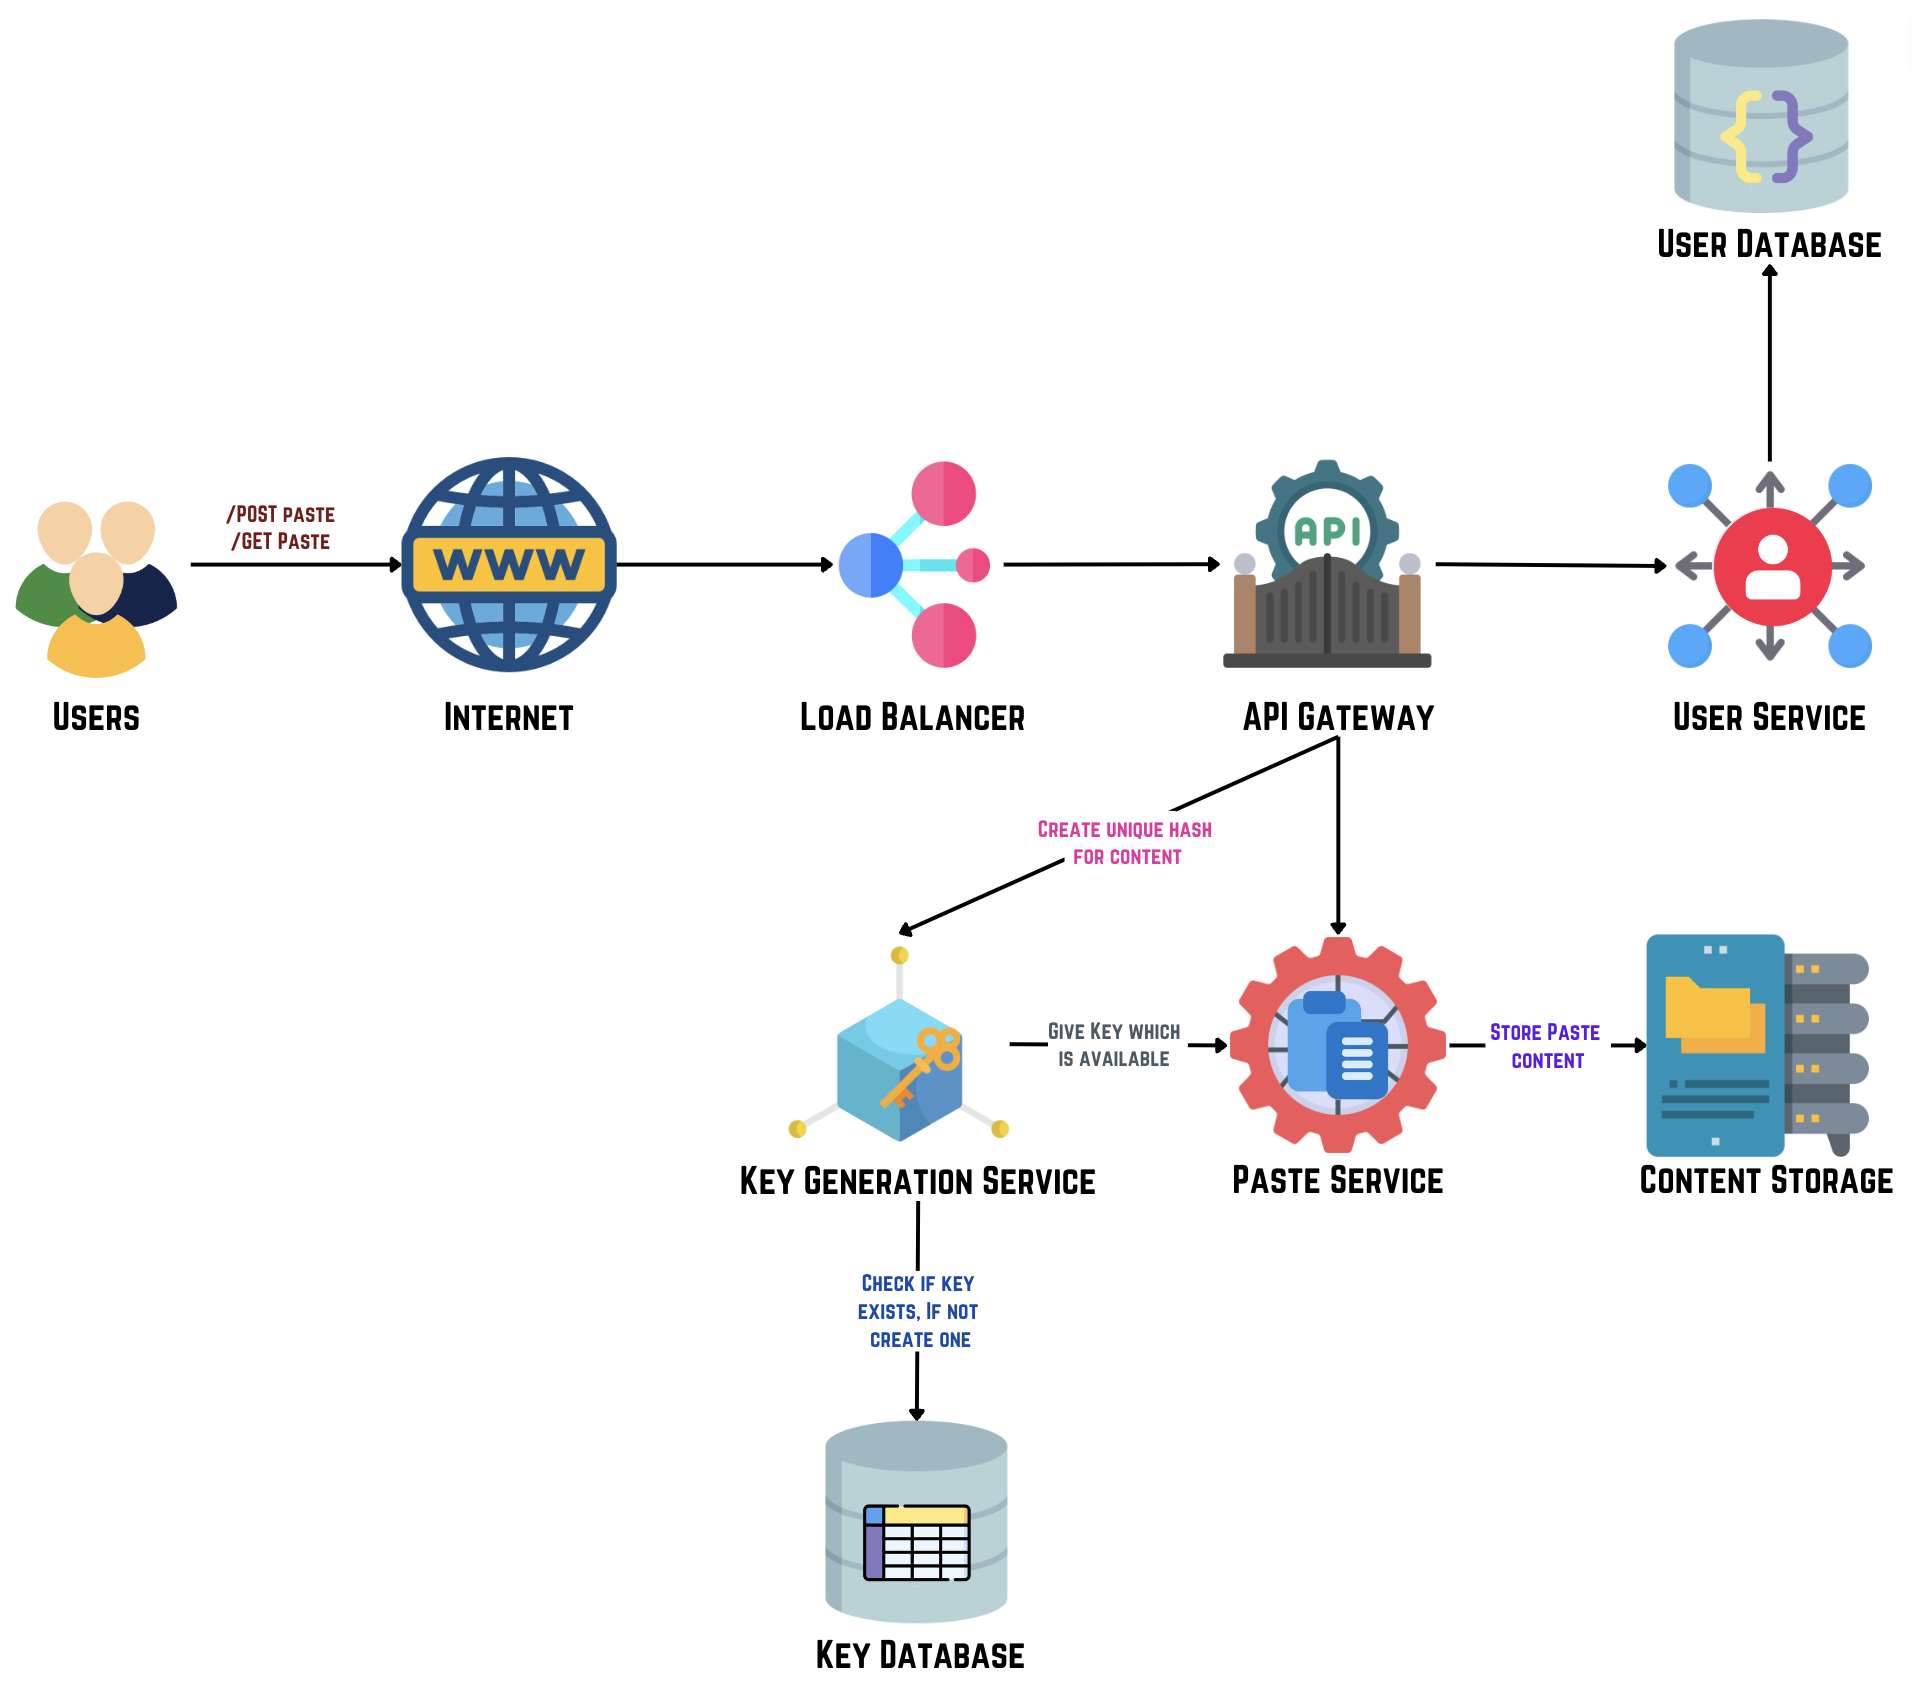 User Database
/POST paste
/GET Paste
www
API
Users
Internet
Load Balancer
API Gateway
User Service
Create unique hash
for content
Give Key which
is available
Store Paste
content
Key Generation Service
Paste Service
Content Storage
Check if key
exists, If not
create one
Key Database